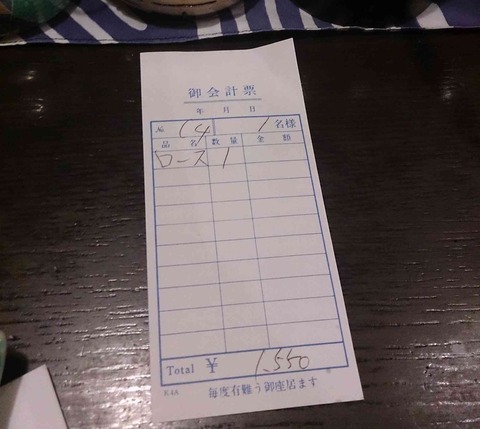 御会計票
年 月 日
№ C4 1 名様
品 名 数 量 金 額
ロース 1
Total ¥ 1,550
毎度有難う御座居ます